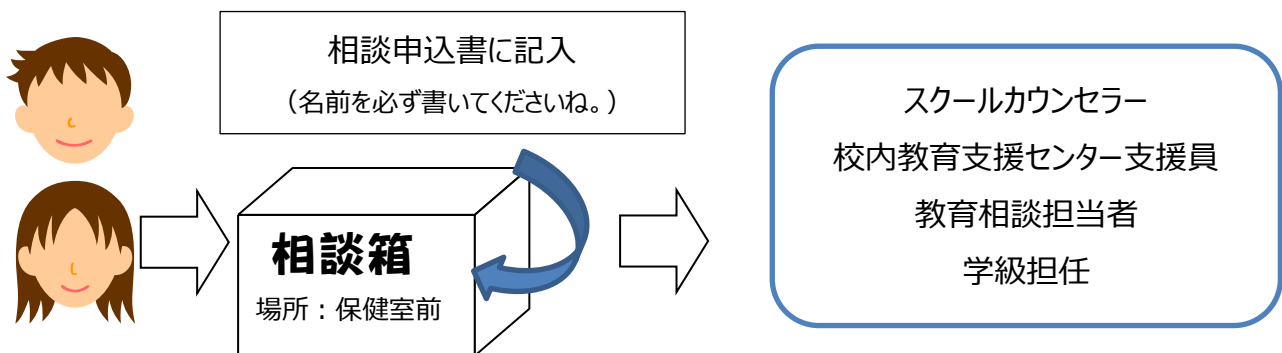 相談申込書に記入
（名前を必ず書いてくださいね。）
相談箱
場所：保健室前
スクールカウンセラー
校内教育支援センター支援員
教育相談担当者
学級担任